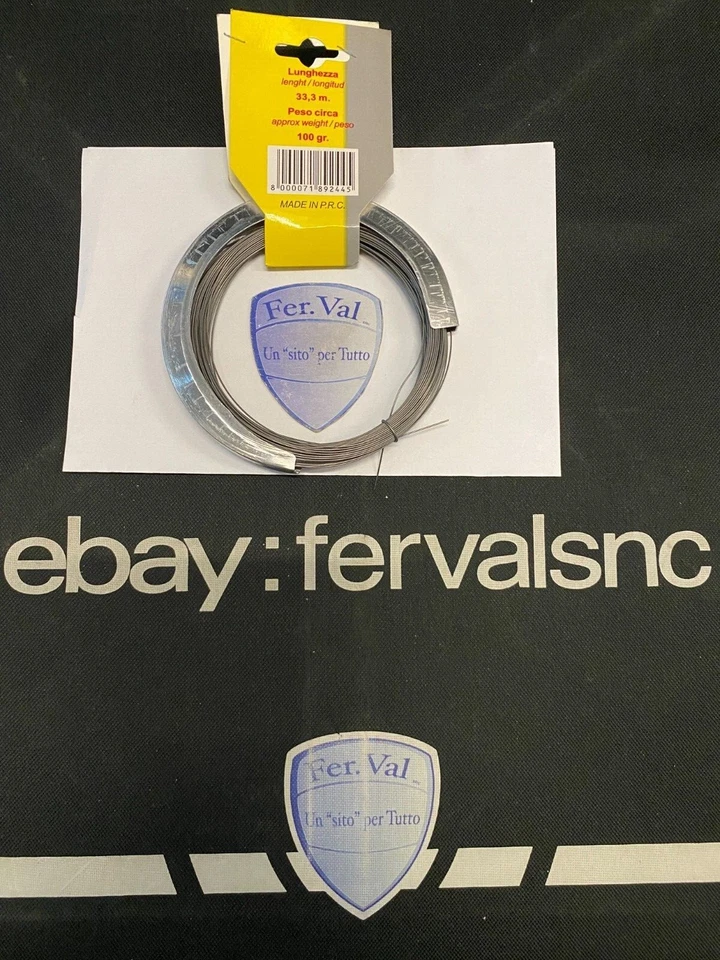 Lunghezza
lenght / longitud
33,3 m.
Peso circa
approx weight / peso
100 gr.
8 000071 892445
MADE IN P.R.C.
Fer. Val
Un "sito" per Tutto
ebay:fervalsnc
Fer. Val
Un "sito" per Tutto